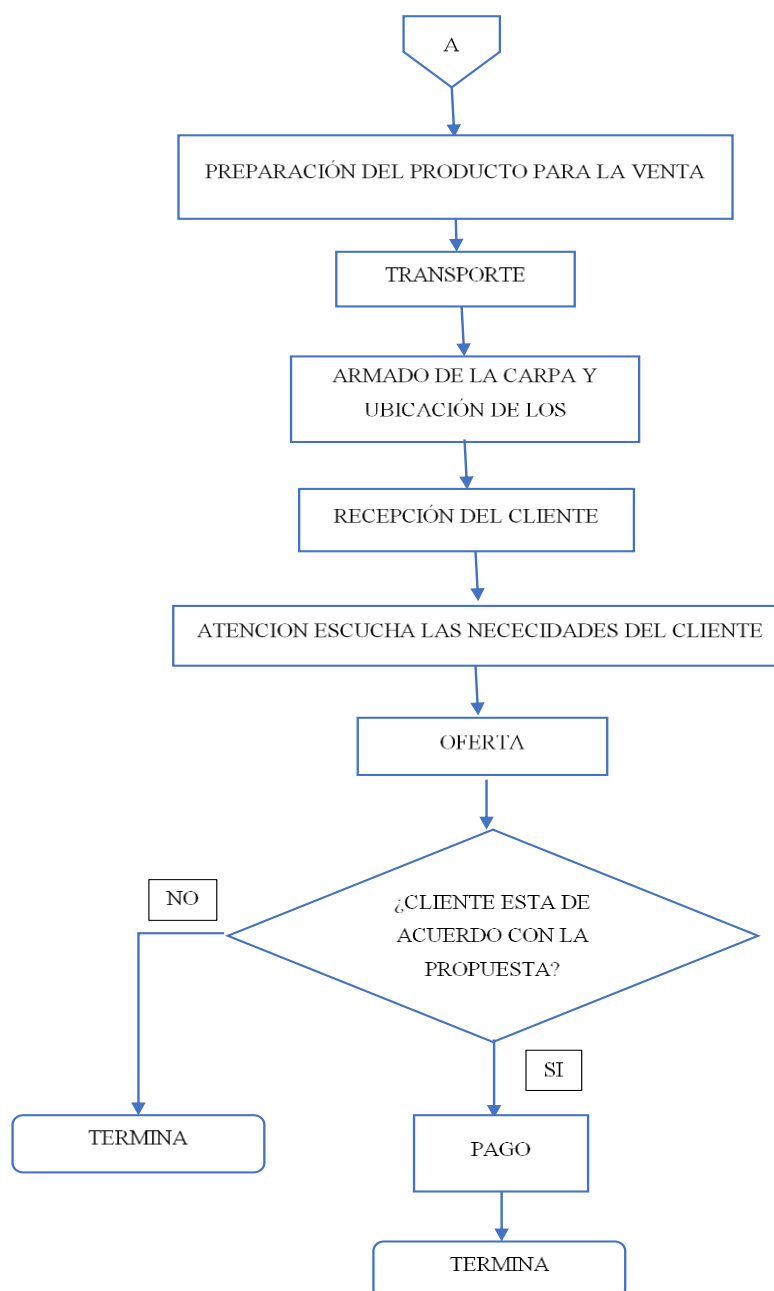 A
PREPARACIÓN DEL PRODUCTO PARA LA VENTA
TRANSPORTE
ARMADO DE LA CARPA Y
UBICACIÓN DE LOS
RECEPCIÓN DEL CLIENTE
ATENCION ESCUCHA LAS NECECIDADES DEL CLIENTE
OFERTA
NO
¿CLIENTE ESTA DE
ACUERDO CON LA
PROPUESTA?
SI
TERMINA
PAGO
TERMINA